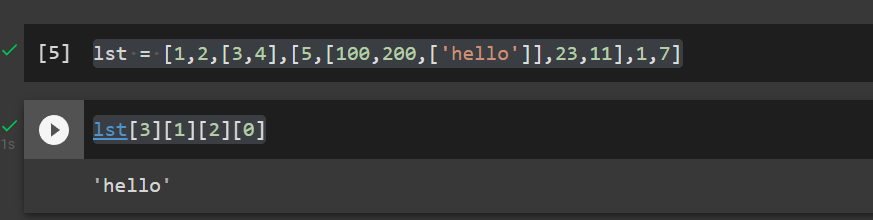 [5] lst = [1,2,[3,4],[5,[100,200,['hello']],23,11],1,7]
lst[3][1][2][0]
1s
'hello'